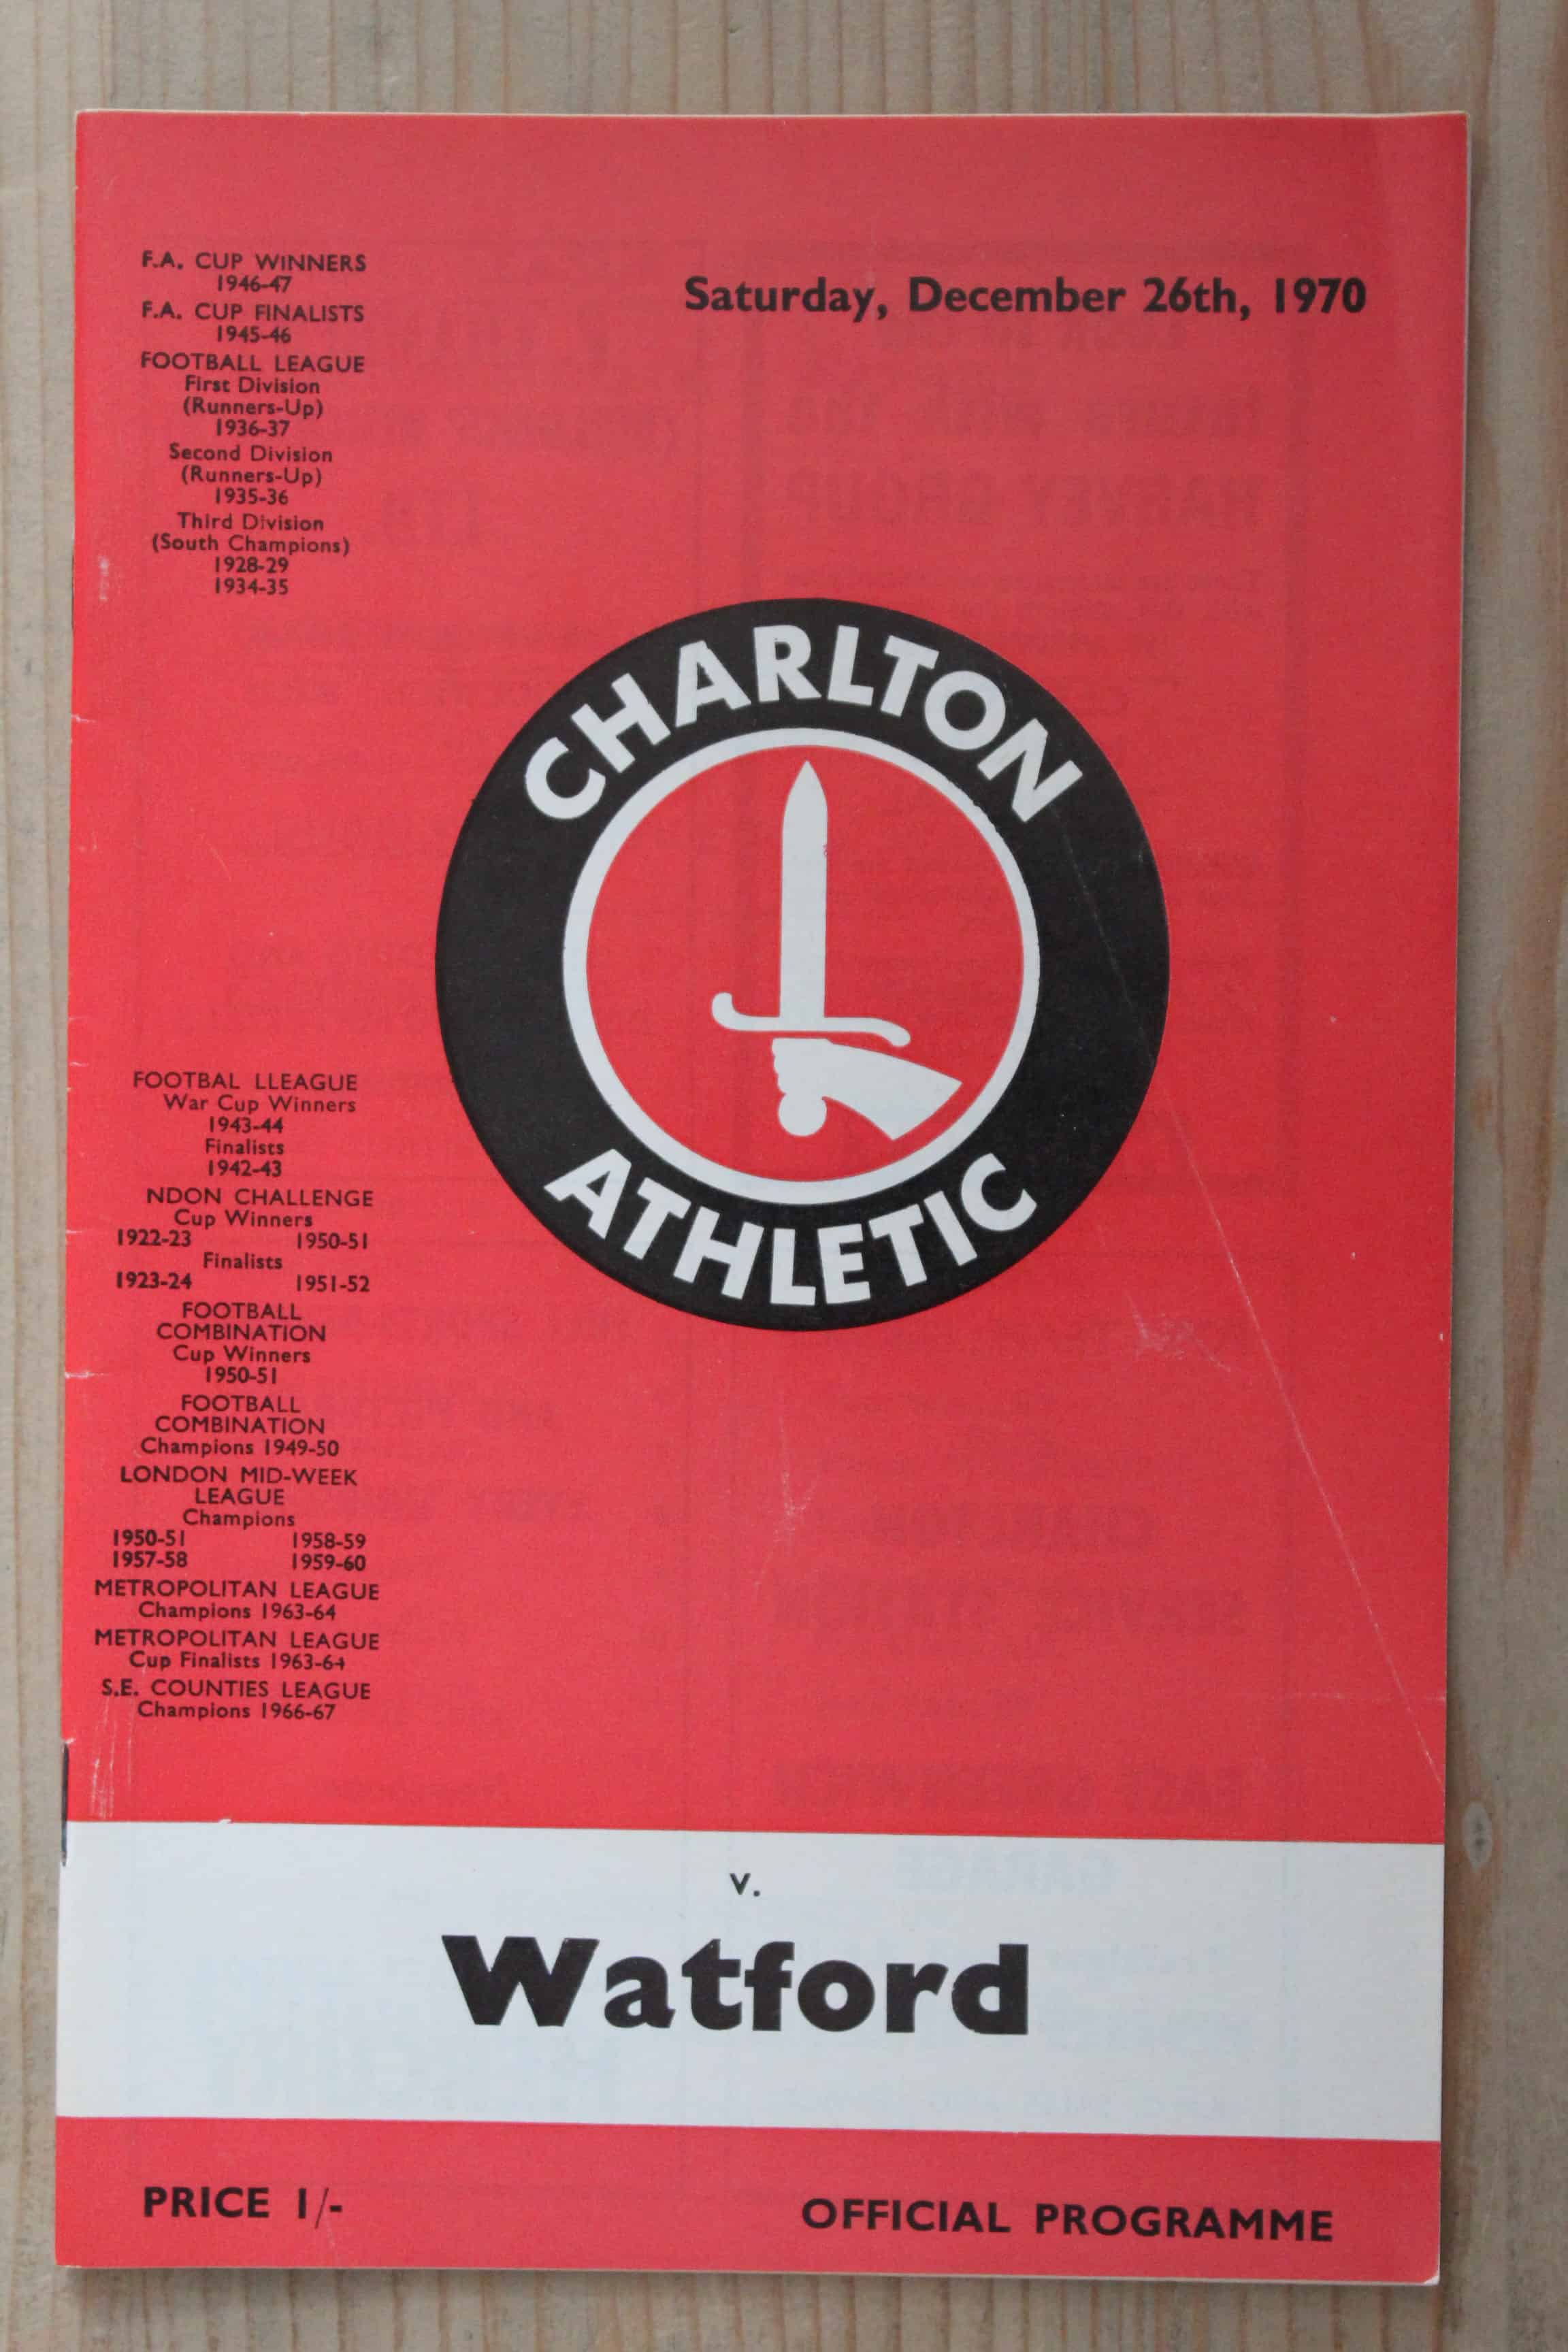 F.A. CUP WINNERS
1946-47
F.A. CUP FINALISTS
1945-46
FOOTBALL LEAGUE
First Division
(Runners-Up)
1936-37
Second Division
(Runners-Up)
1935-36
Third Division
(South Champions)
1928-29
1934-35
Saturday, December 26th, 1970
CHARLTON
ATHLETIC
FOOTBAL LLEAGUE
War Cup Winners
1943-44
Finalists
1942-43
NDON CHALLENGE
Cup Winners
1922-23 1950-51
Finalists
1923-24 1951-52
FOOTBALL
COMBINATION
Cup Winners
1950-51
FOOTBALL
COMBINATION
Champions 1949-50
LONDON MID-WEEK
LEAGUE
Champions
1950-51 1958-59
1957-58 1959-60
METROPOLITAN LEAGUE
Champions 1963-64
METROPOLITAN LEAGUE
Cup Finalists 1963-64
S.E. COUNTIES LEAGUE
Champions 1966-67
v.
Watford
PRICE 1/-
OFFICIAL PROGRAMME